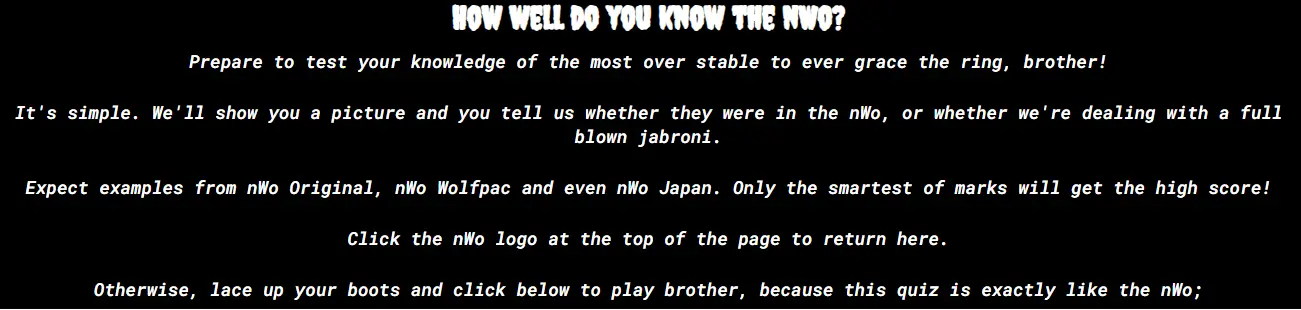 HOW WELL DO YOU KNOW THE NWO?
Prepare to test your knowledge of the most over stable to ever grace the ring, brother!
It's simple. We'll show you a picture and you tell us whether they were in the nWo, or whether we're dealing with a full
blown jabroni.
Expect examples from nWo Original, nWo Wolfpac and even nWo Japan. Only the smartest of marks will get the high score!
Click the nWo logo at the top of the page to return here.
Otherwise, lace up your boots and click below to play brother, because this quiz is exactly like the nWo;